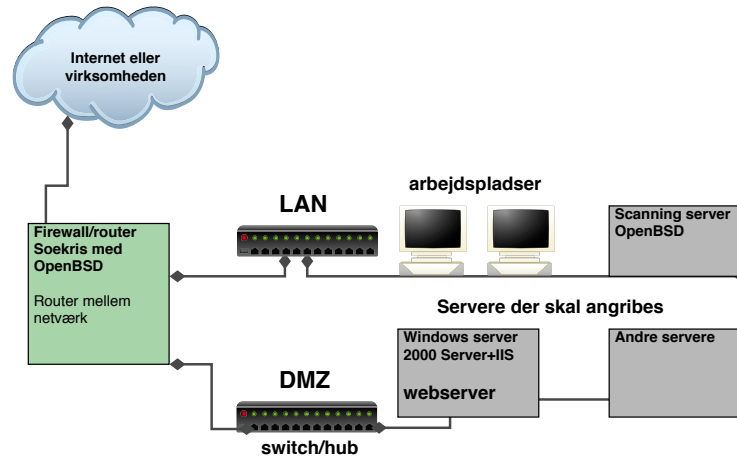 Internet eller
virksomheden
arbejdspladser
LAN
Firewall/router
Soekris med
OpenBSD
Router mellem
netværk
Scanning server
OpenBSD
Servere der skal angribes
Windows server
2000 Server+IIS
webserver
Andre servere
DMZ
switch/hub